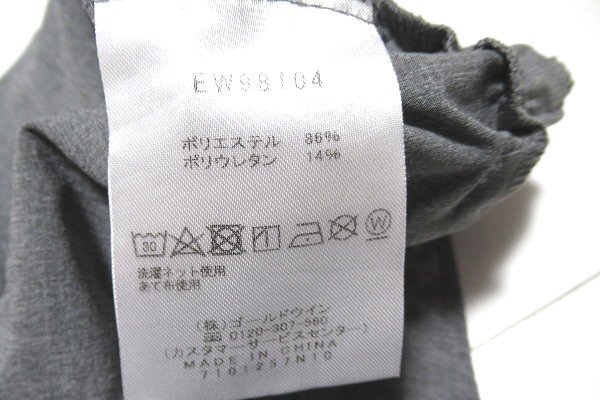 EW98104
ポリエステル 86%
ポリウレタン 14%
30
W
洗濯ネット使用
あて布使用
(株)ゴールドウイン
0120-307-560
(カスタマーサービスセンター)
MADE IN CHINA
7101257N10